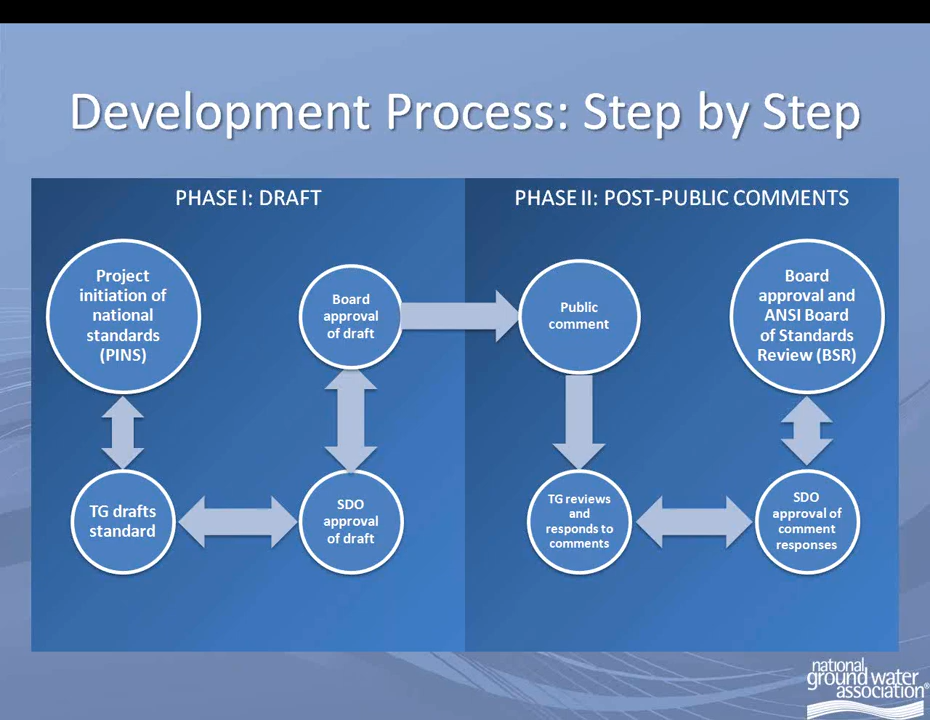 Development Process: Step by Step
PHASE I: DRAFT
Project
initiation of
national
standards
(PINS)
TG drafts
standard
SDO
approval
of draft
Board
approval
of draft
PHASE II: POST-PUBLIC COMMENTS
Public
comment
TG reviews
and
responds to
comments
SDO
approval of
comment
responses
Board
approval and
ANSI Board
of Standards
Review (BSR)
national
ground water
association®